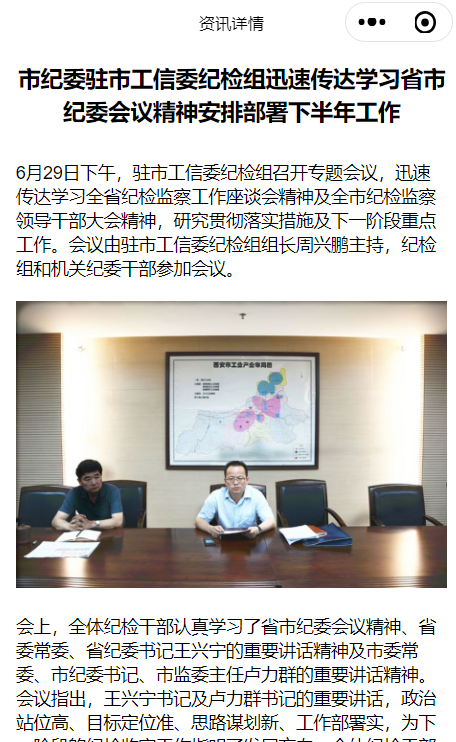 资讯详情
市纪委驻市工信委纪检组迅速传达学习省市
纪委会议精神安排部署下半年工作
6月29日下午，驻市工信委纪检组召开专题会议，迅速
传达学习全省纪检监察工作座谈会精神及全市纪检监察
领导干部大会精神，研究贯彻落实措施及下一阶段重点
工作。会议由驻市工信委纪检组组长周兴鹏主持，纪检
组和机关纪委干部参加会议。
西安市工业产业布局图
会上，全体纪检干部认真学习了省市纪委会议精神、省
委常委、省纪委书记王兴宁的重要讲话精神及市委常
委、市纪委书记、市监委主任卢力群的重要讲话精神。
会议指出，王兴宁书记及卢力群书记的重要讲话，政治
站位高、目标定位准、思路谋划新、工作部署实，为下